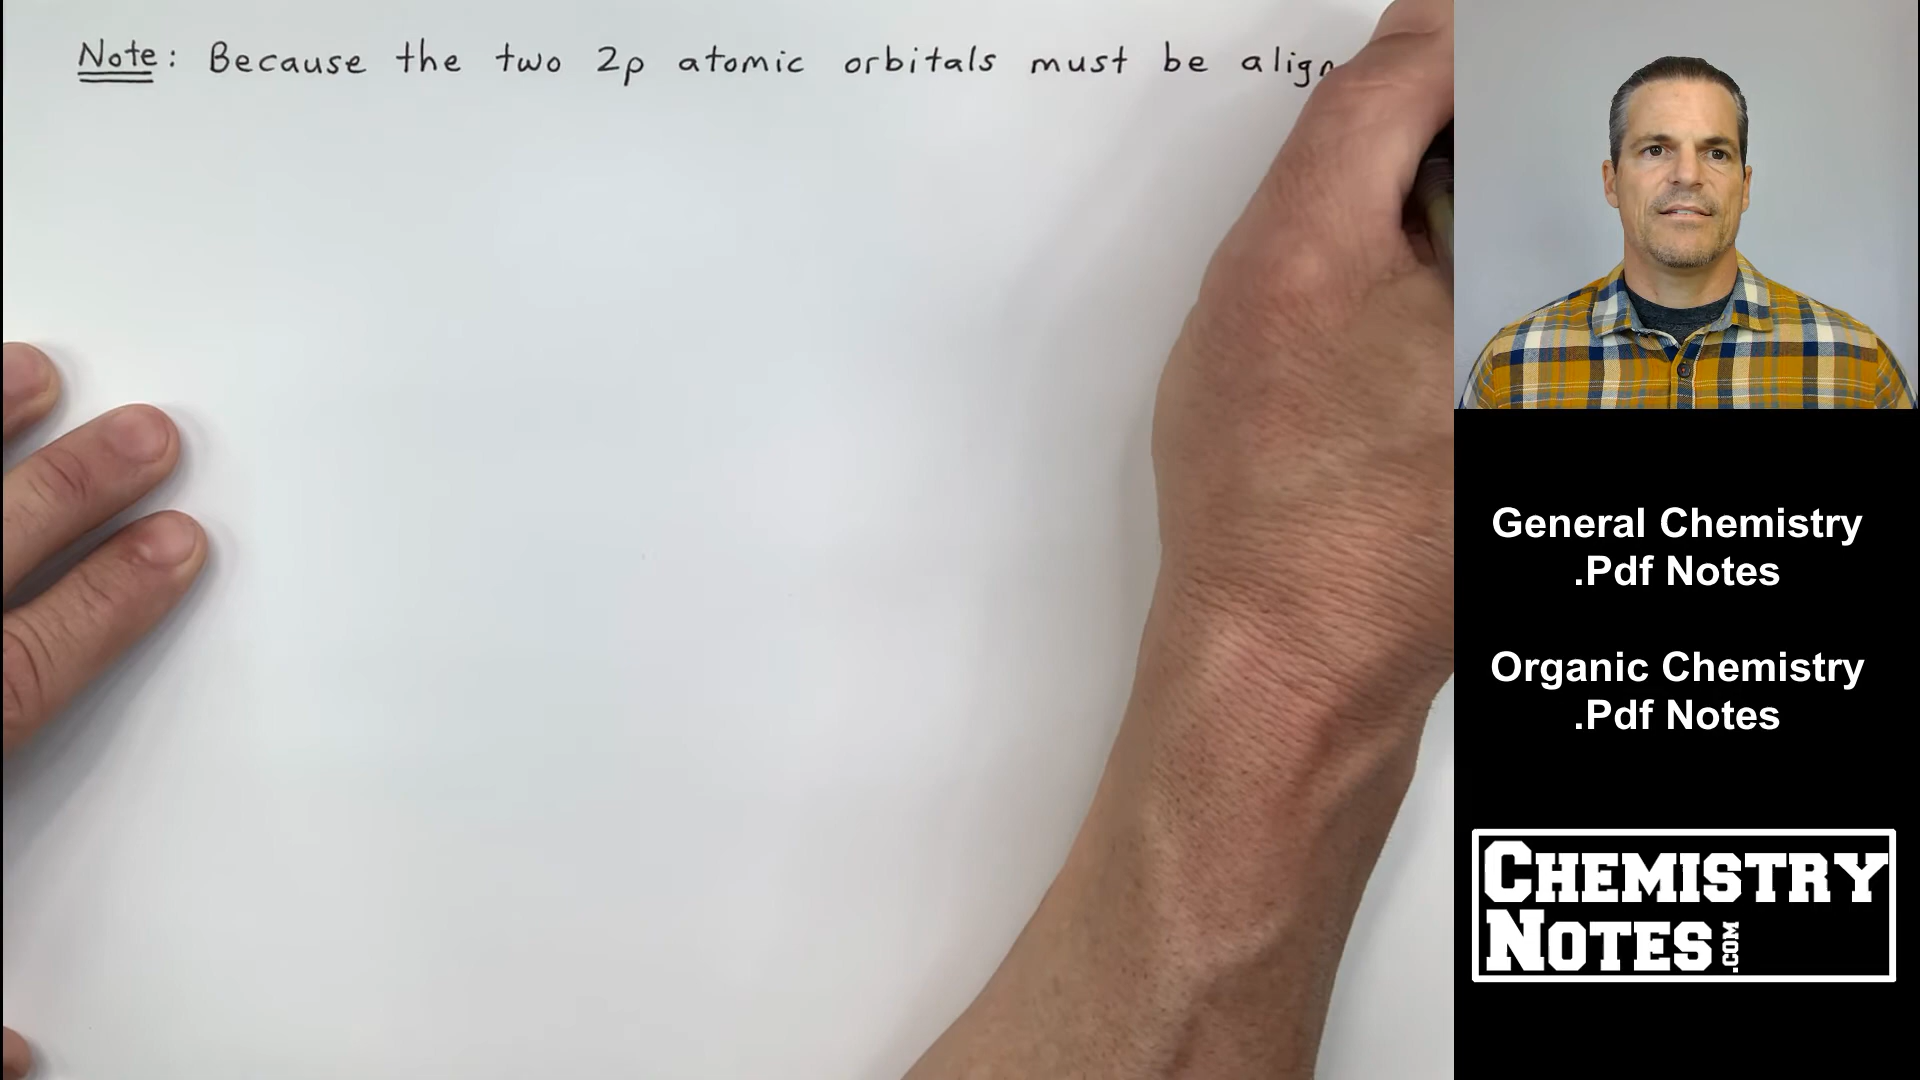 Note: Because the two 2p atomic orbitals must be align
General Chemistry
.Pdf Notes
Organic Chemistry
.Pdf Notes
CHEMISTRY
NOTES.COM